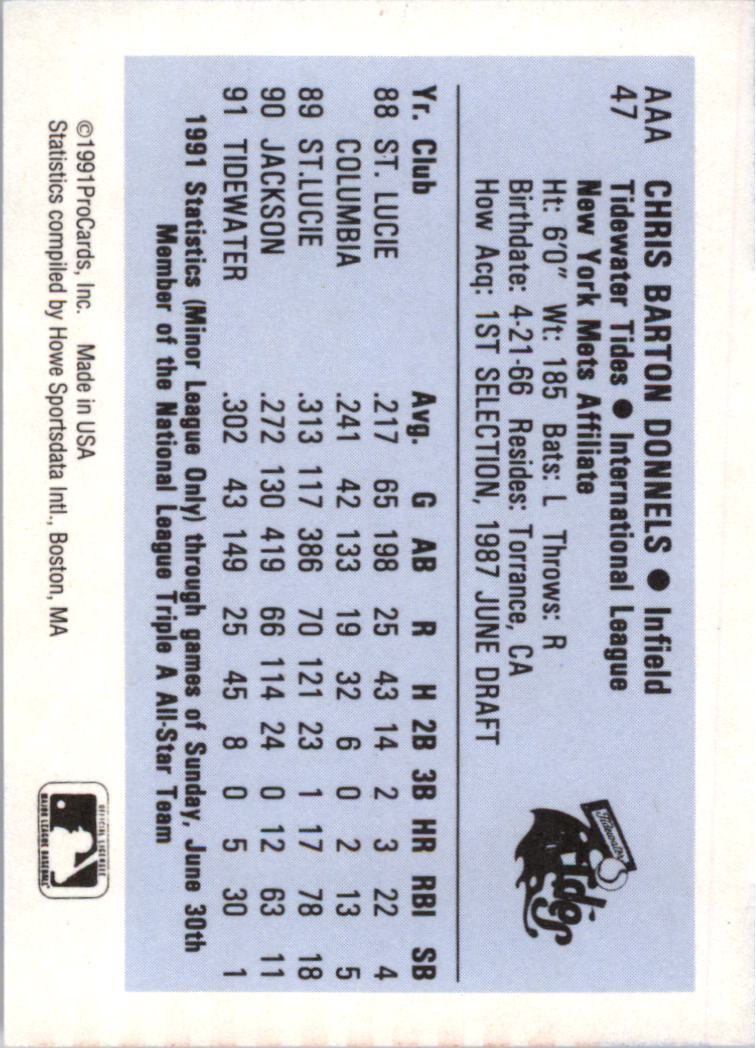 AAA CHRIS BARTON DONNELS ● Infield
47 Tidewater Tides ● International League
New York Mets Affiliate
Ht: 6'0" Wt: 185 Bats: L Throws: R
Birthdate: 4-21-66 Resides: Torrance, CA
How Acq: 1ST SELECTION, 1987 JUNE DRAFT
Tidewater
Tides
Yr. Club Avg. G AB R H 2B 3B HR RBI SB
88 ST. LUCIE .217 65 198 25 43 14 2 3 22 4
COLUMBIA .241 42 133 19 32 6 0 2 13 5
89 ST.LUCIE .313 117 386 70 121 23 1 17 78 18
90 JACKSON .272 130 419 66 114 24 0 12 63 11
91 TIDEWATER .302 43 149 25 45 8 0 5 30 1
1991 Statistics (Minor League Only) through games of Sunday, June 30th
Member of the National League Triple A All-Star Team
©1991ProCards, Inc. Made in USA
Statistics compiled by Howe Sportsdata Intl., Boston, MA
OFFICIAL LICENSEE
MAJOR LEAGUE BASEBALL